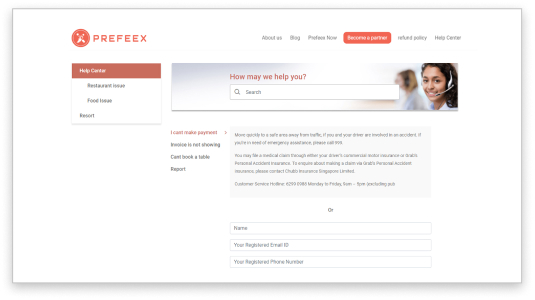 PREFEEX
About us Blog Prefeex Now Become a partner refund policy Help Center
Help Center
Restaurant Issue
Food Issue
Resort
How may we help you?
Search
I cant make payment
Invoice is not showing
Cant book a table
Report
Move quickly to a safe area away from traffic, if you and your driver are involved in an accident. If
you're in need of emergency assistance, please call 999
You may file a medical claim through either your driver's commercial motor insurance or Grab's
Personal Accident Insurance. To enquire about making a claim via Grab's Personal Accident
Insurance, please contact Chubb Insurance Singapore Limited.
Customer Service Hotline: 6299 0988 Monday to Friday, 9am – 5pm (excluding
Or
Name
Your Registered Email ID
Your Registered Phone Number